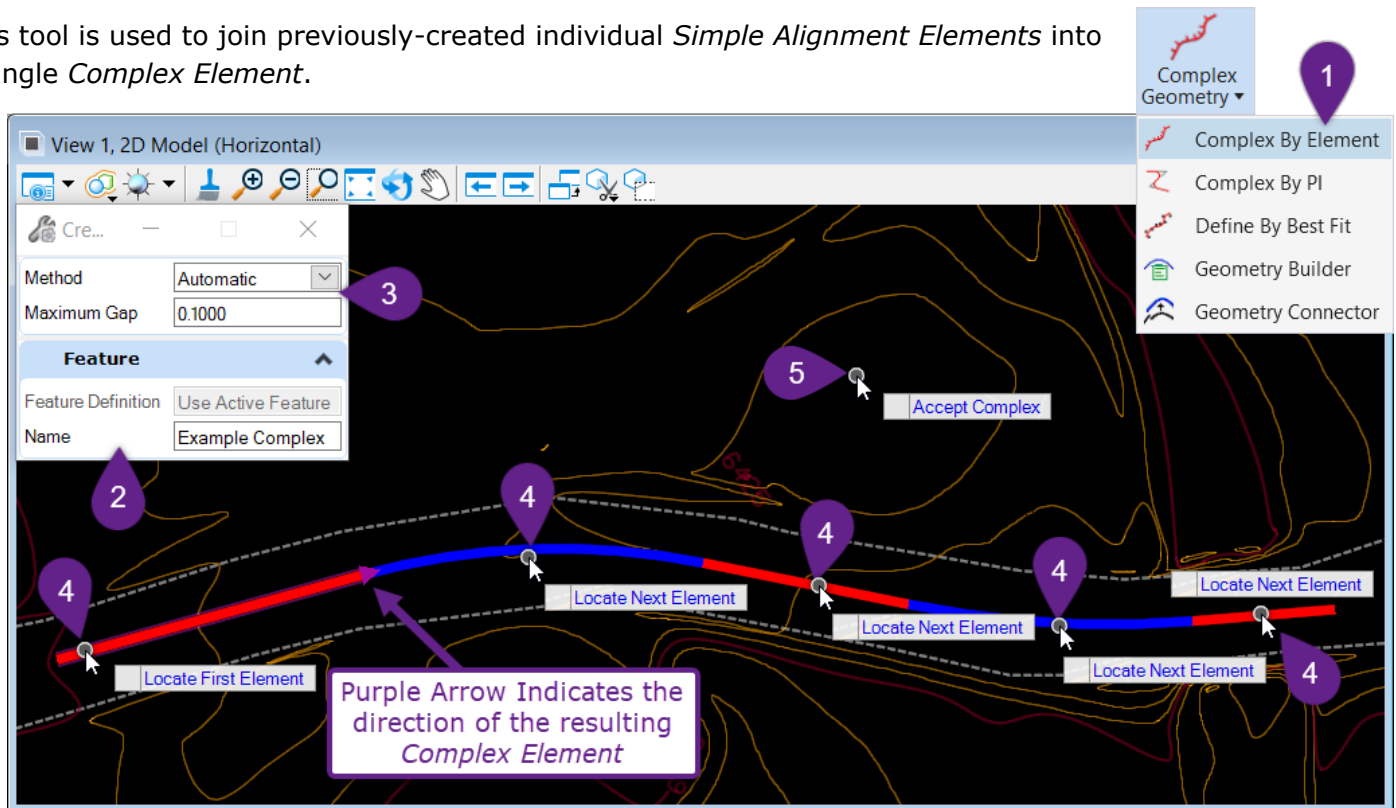 s tool is used to join previously-created individual Simple Alignment Elements into
ngle Complex Element.
Complex
Geometry
1
Complex By Element
Complex By PI
Define By Best Fit
Geometry Builder
Geometry Connector
View 1, 2D Model (Horizontal)
Cre...
Method Automatic
Maximum Gap 0.1000
3
Feature
Feature Definition Use Active Feature
Name Example Complex
2
5
Accept Complex
4
Locate First Element
4
Locate Next Element
4
Locate Next Element
4
Locate Next Element
Locate Next Element
4
Purple Arrow Indicates the
direction of the resulting
Complex Element